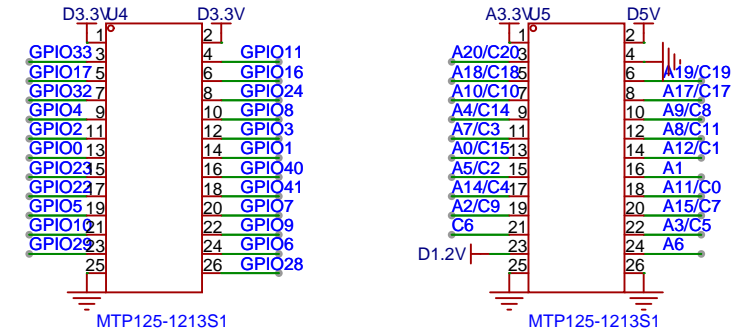 D3.3V U4 D3.3V
1 2
GPIO33 3 4 GPIO11
GPIO17 5 6 GPIO16
GPIO32 7 8 GPIO24
GPIO4 9 10 GPIO8
GPIO2 11 12 GPIO3
GPIO0 13 14 GPIO1
GPIO23 15 16 GPIO40
GPIO22 17 18 GPIO41
GPIO5 19 20 GPIO7
GPIO10 21 22 GPIO9
GPIO29 23 24 GPIO6
25 26 GPIO28
MTP125-1213S1
A3.3V U5 D5V
1 2
A20/C20 3 4
A18/C18 5 6 A19/C19
A10/C10 7 8 A17/C17
A4/C14 9 10 A9/C8
A7/C3 11 12 A8/C11
A0/C15 13 14 A12/C1
A5/C2 15 16 A1
A14/C4 17 18 A11/C0
A2/C9 19 20 A15/C7
C6 21 22 A3/C5
D1.2V 23 24 A6
25 26
MTP125-1213S1